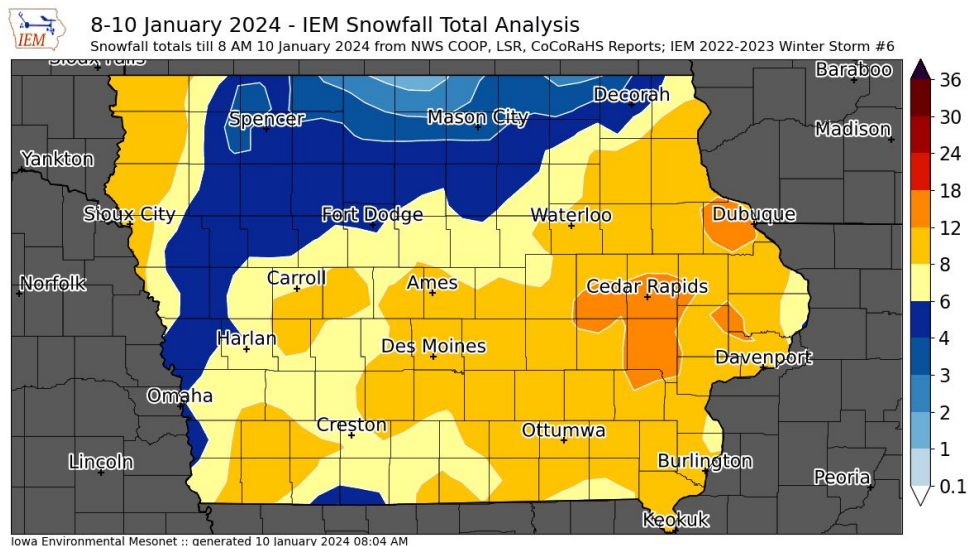 IEM
8-10 January 2024 - IEM Snowfall Total Analysis
Snowfall totals till 8 AM 10 January 2024 from NWS COOP, LSR, CoCoRaHS Reports; IEM 2022-2023 Winter Storm #6
Sioux Falls
Baraboo
Decorah
Spencer
Mason City
Madison
Yankton
Sioux City
Fort Dodge
Waterloo
Dubuque
Norfolk
Carroll
Ames
Cedar Rapids
Harlan
Des Moines
Davenport
Omaha
Creston
Ottumwa
Lincoln
Burlington
Peoria
Keokuk
36
30
24
18
12
8
6
4
3
2
1
0.1
Iowa Environmental Mesonet :: generated 10 January 2024 08:04 AM